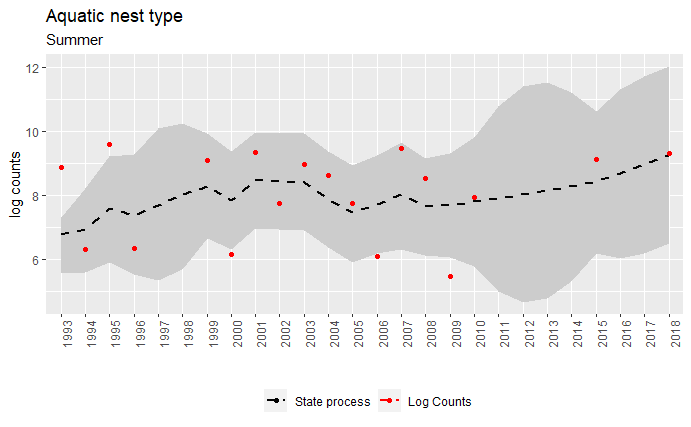 Aquatic nest type
Summer
log counts
12
10
8
6
1993 1994 1995 1996 1997 1998 1999 2000 2001 2002 2003 2004 2005 2006 2007 2008 2009 2010 2011 2012 2013 2014 2015 2016 2017 2018
State process Log Counts